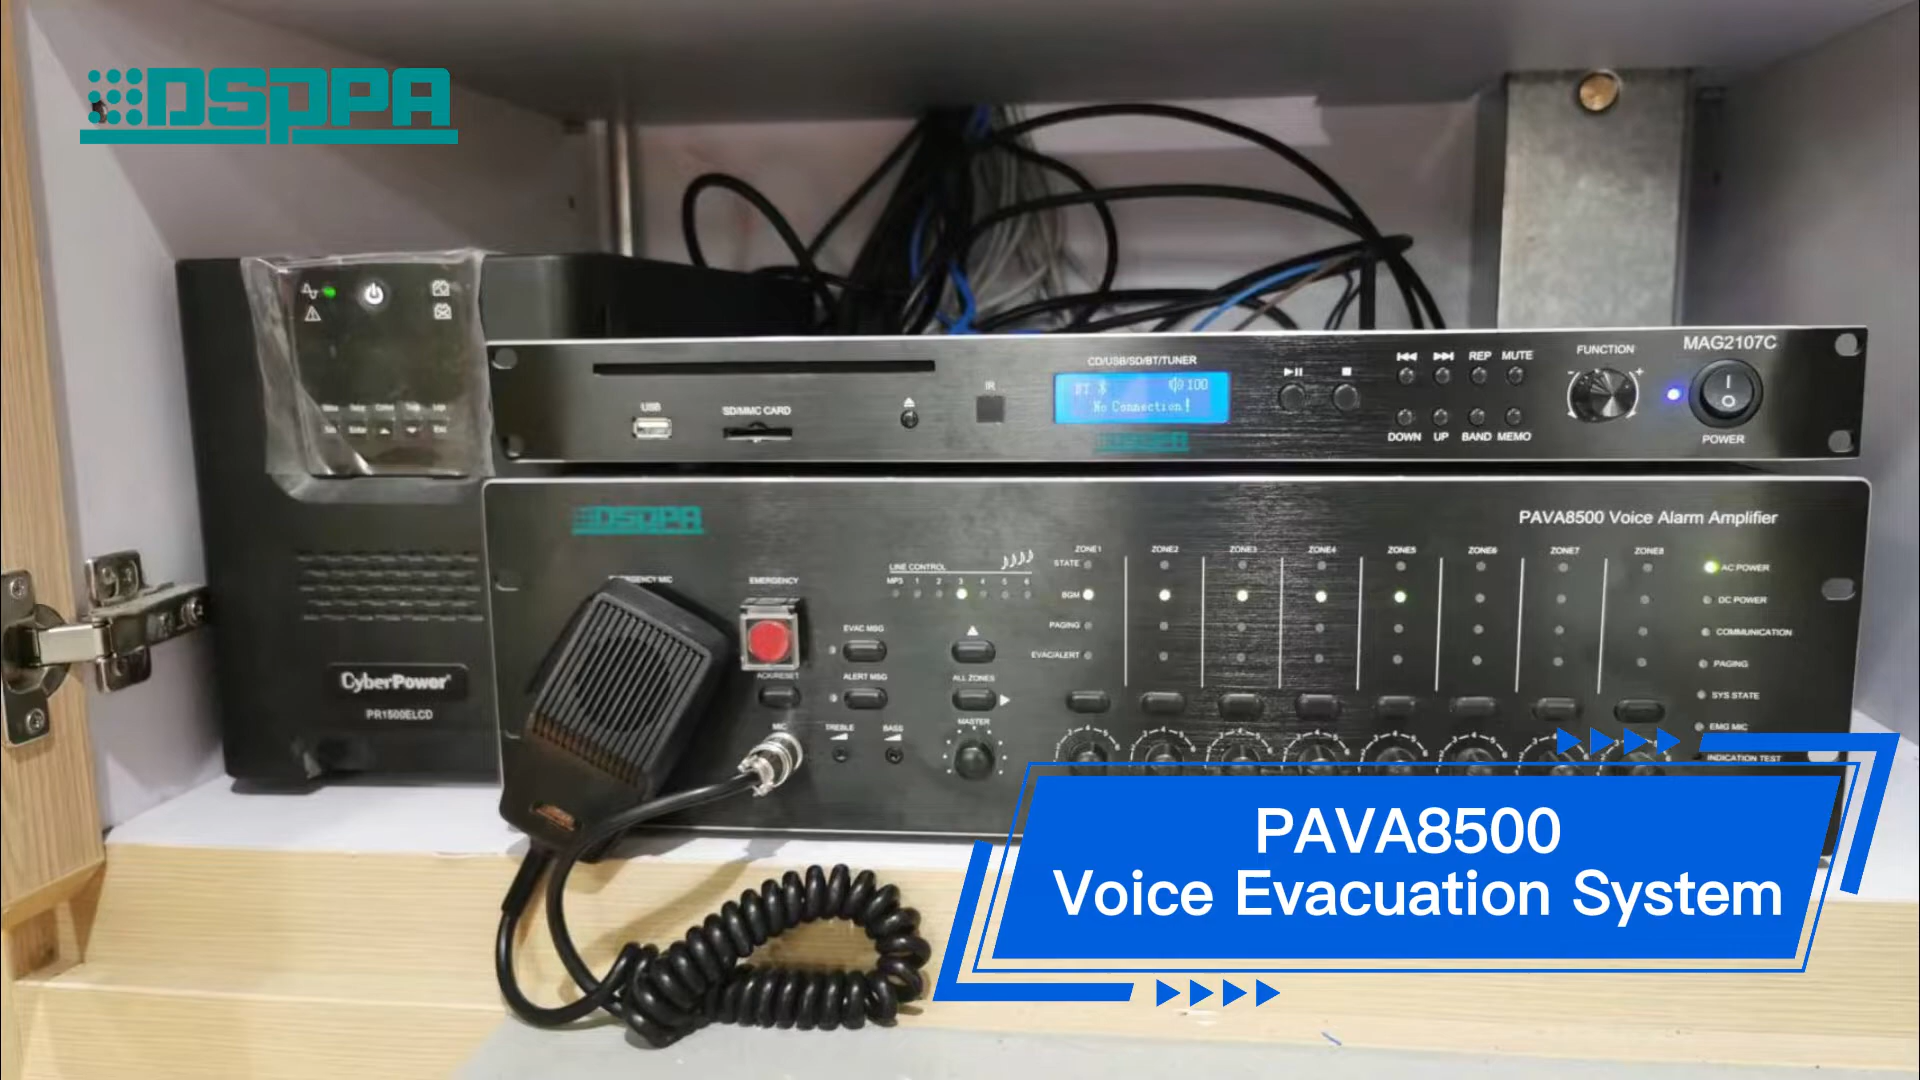 DSPPA
MAG2107C
CD/USB/SD/BT/TUNER
FUNCTION
REP MUTE
IR
BT 100
No Connection!
USB
SD/MMC CARD
DOWN UP BAND MEMO
POWER
DSPPA
DSPPA
PAVA8500 Voice Alarm Amplifier
ZONE1 ZONE2 ZONE3 ZONE4 ZONE5 ZONE6 ZONE7 ZONE8
LINE CONTROL
MP3 1 2 3 4 5 6
STATE
BGM
PAGING
EVAC/ALERT
AC POWER
DC POWER
COMMUNICATION
PAGING
SYS STATE
EMG MIC
INDICATION TEST
MIC
EMERGENCY
EVAC MSG
ACK/RESET
ALERT MSG
ALL ZONES
MIC
TREBLE
BASS
MASTER
CyberPower
PR1500ELCD
PAVA8500
Voice Evacuation System